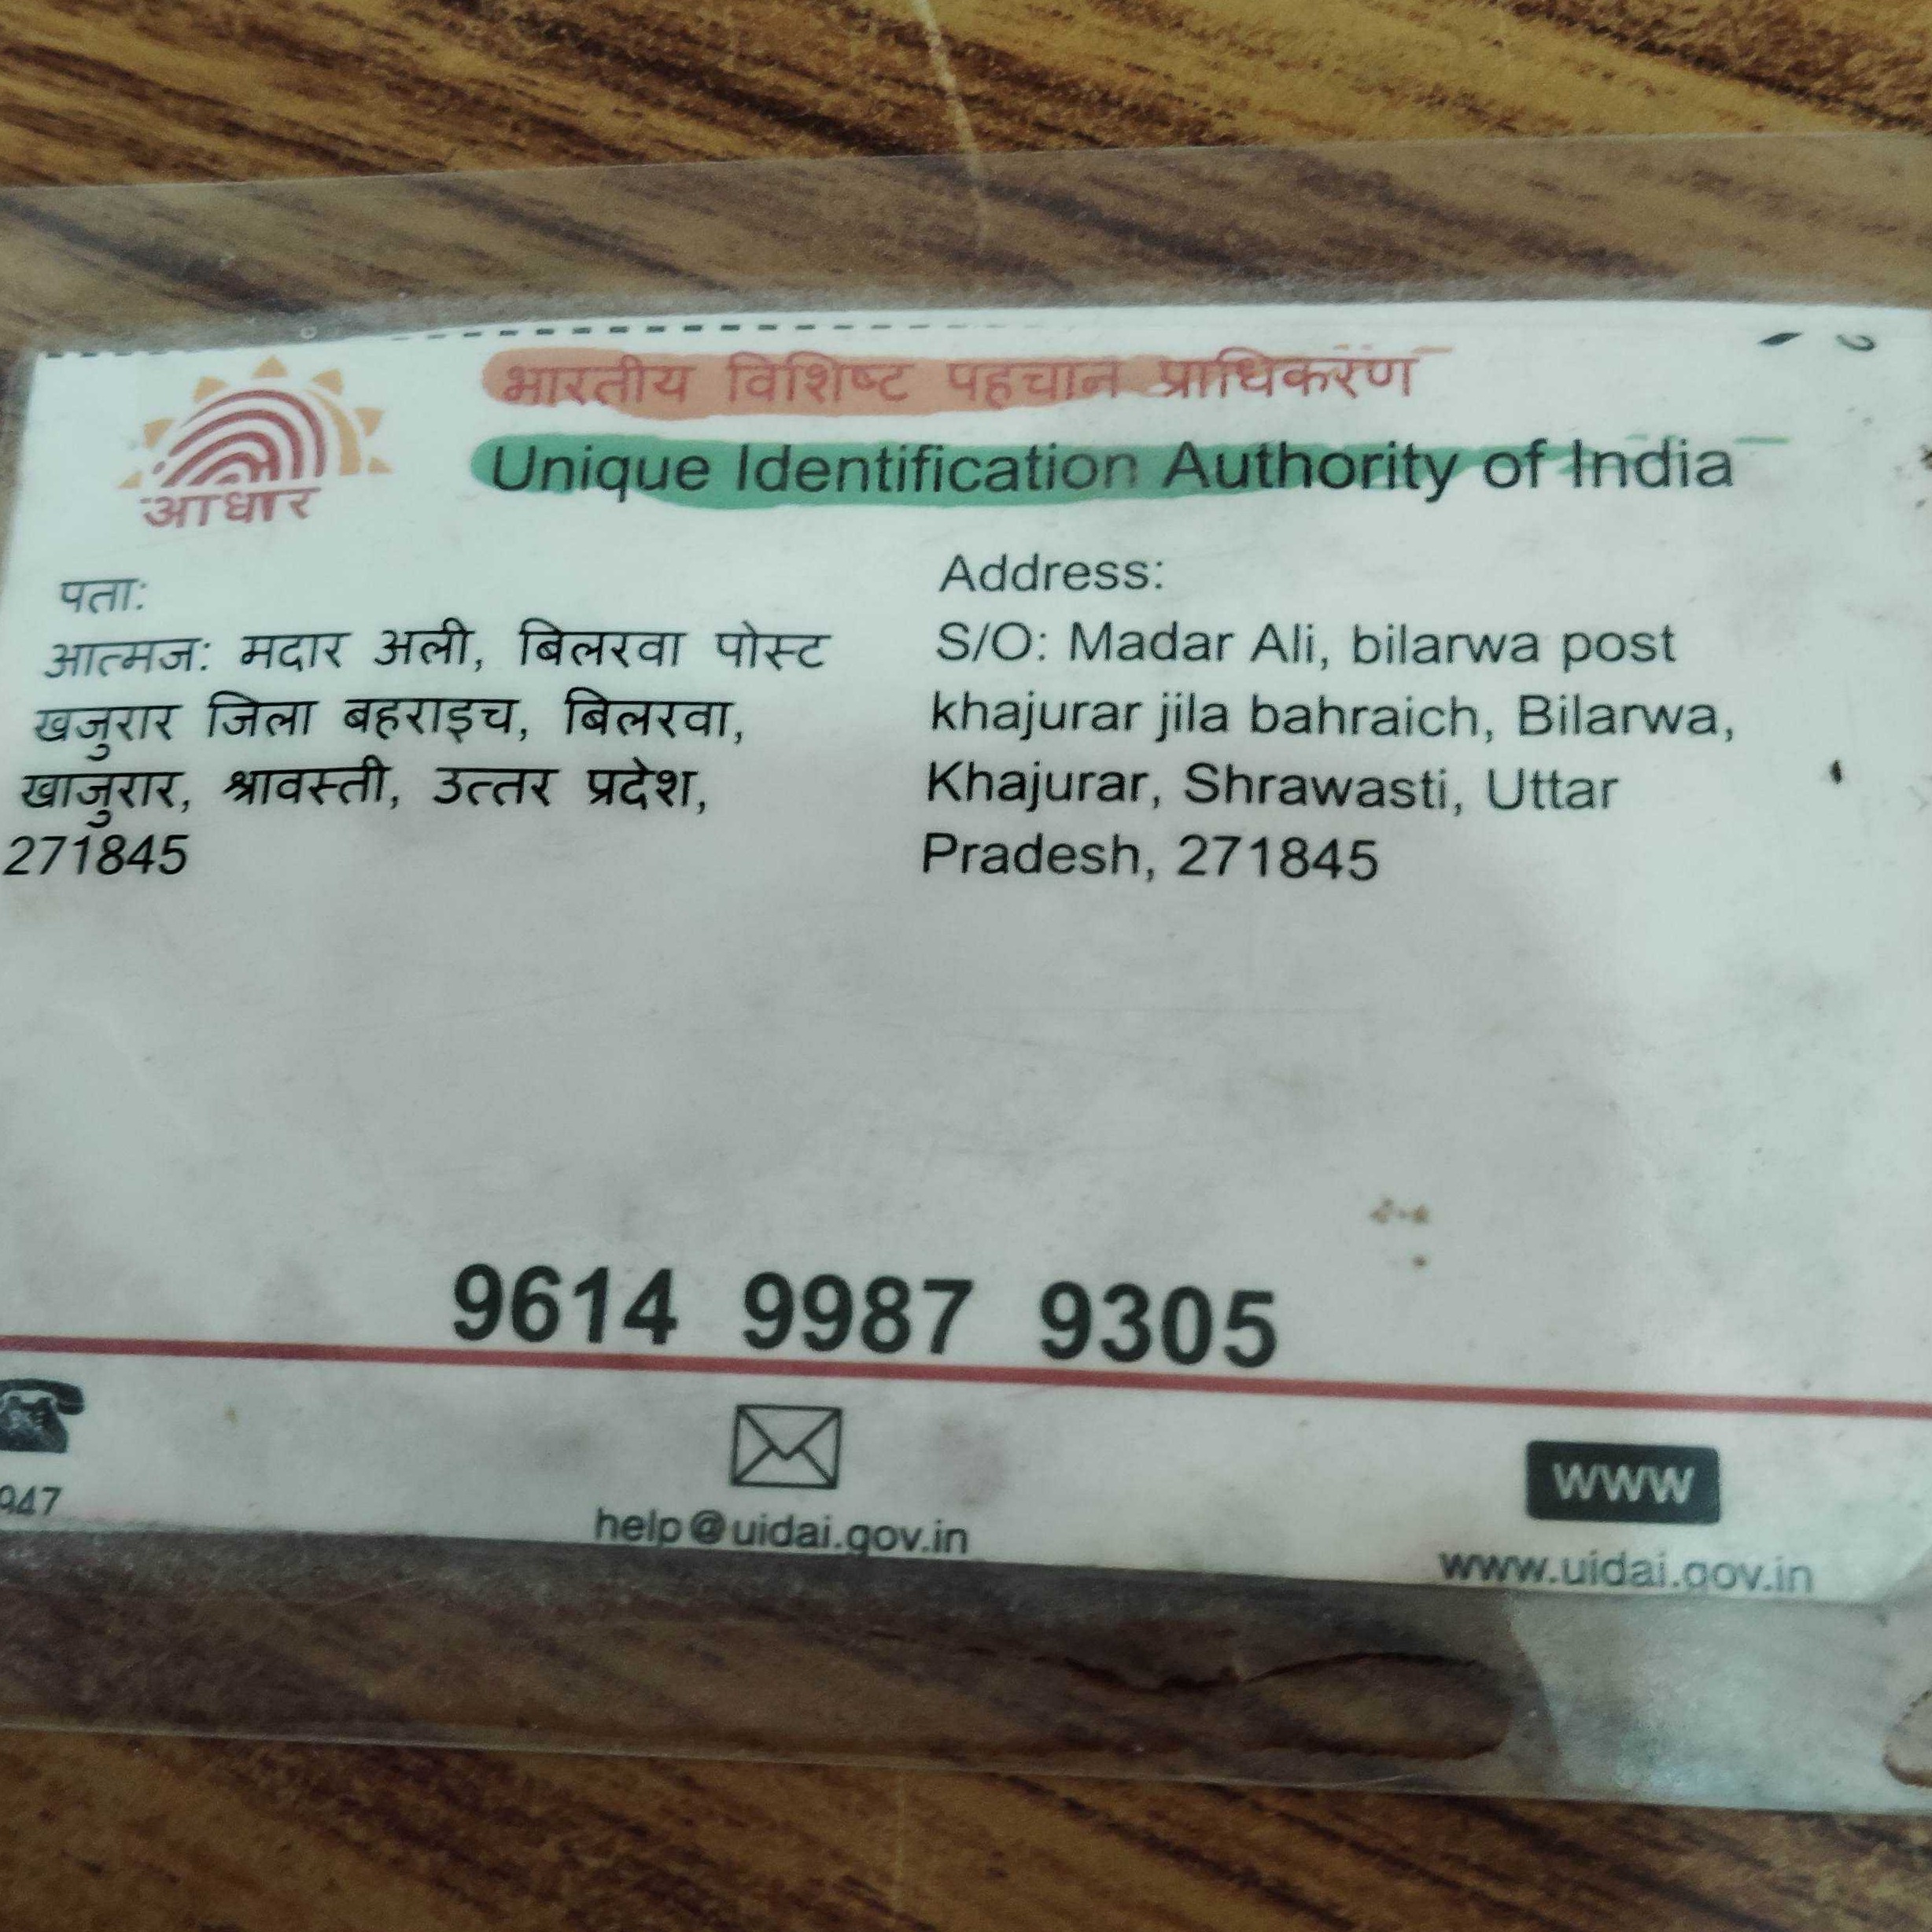 भारतीय विशिष्ट पहचान प्राधिकरण
Unique Identification Authority of India
आधार
पता:
आत्मज: मदार अली, बिलरवा पोस्ट
खजुरार जिला बहराइच, बिलरवा,
खाजुरार, श्रावस्ती, उत्तर प्रदेश,
271845
Address:
S/O: Madar Ali, bilarwa post
khajurar jila bahraich, Bilarwa,
Khajurar, Shrawasti, Uttar
Pradesh, 271845
9614 9987 9305
947
help@uidai.gov.in
www
www.uidai.gov.in